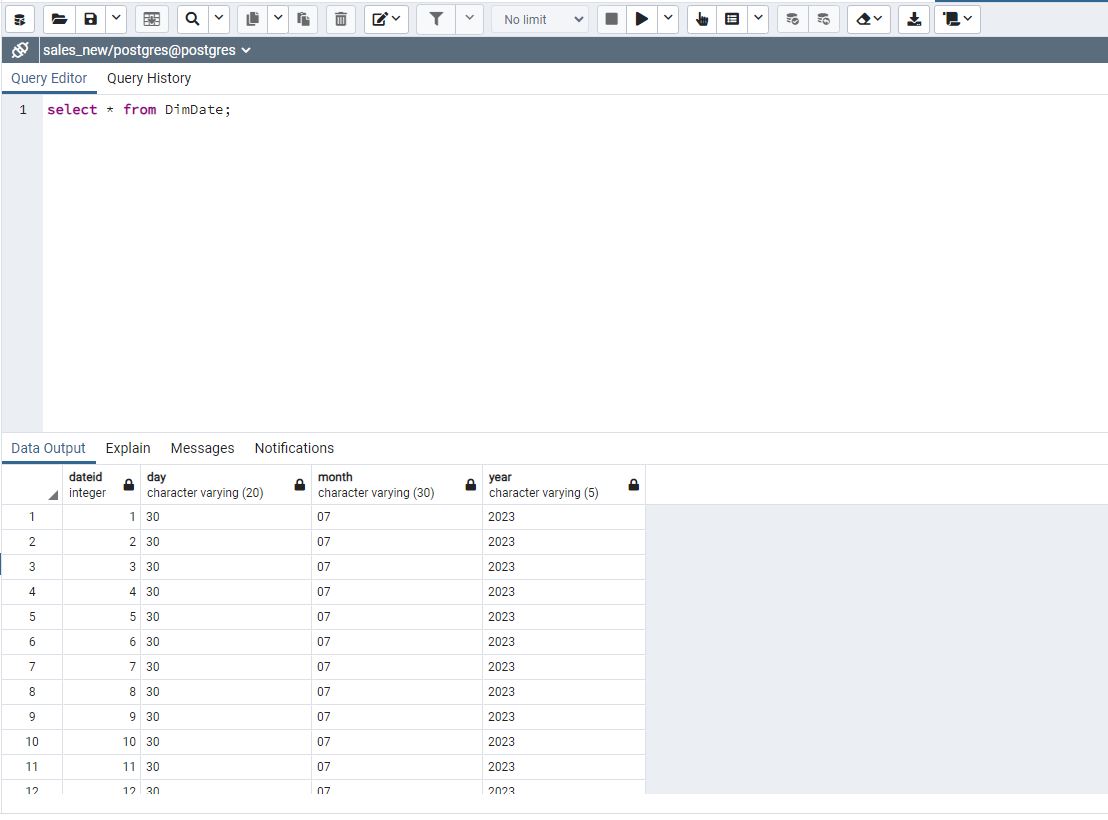 No limit
sales_new/postgres@postgres
Query Editor Query History
1 select * from DimDate;
Data Output Explain Messages Notifications
dateid day month year
integer character varying (20) character varying (30) character varying (5)
1 1 30 07 2023
2 2 30 07 2023
3 3 30 07 2023
4 4 30 07 2023
5 5 30 07 2023
6 6 30 07 2023
7 7 30 07 2023
8 8 30 07 2023
9 9 30 07 2023
10 10 30 07 2023
11 11 30 07 2023
12 12 30 07 2023